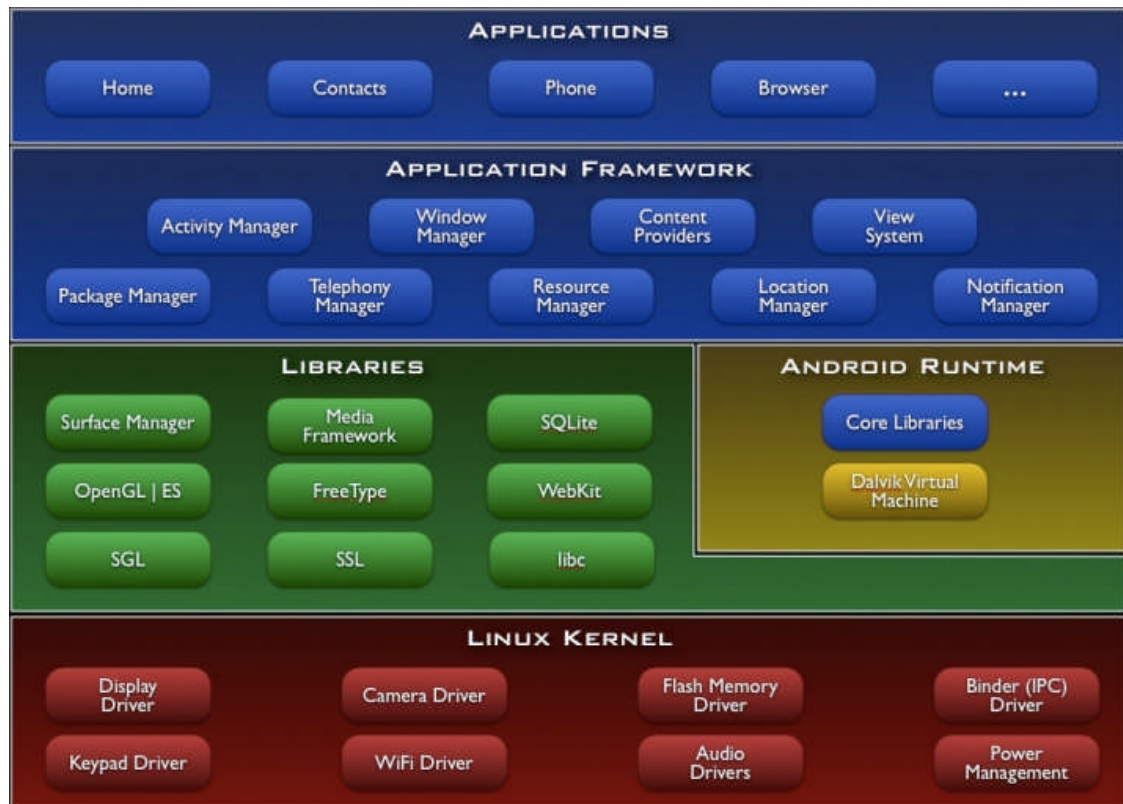 APPLICATIONS
Home
Contacts
Phone
Browser
...
APPLICATION FRAMEWORK
Activity Manager
Window
Manager
Content
Providers
View
System
Package Manager
Telephony
Manager
Resource
Manager
Location
Manager
Notification
Manager
LIBRARIES
Surface Manager
Media
Framework
SQLite
OpenGL | ES
FreeType
WebKit
SGL
SSL
libc
ANDROID RUNTIME
Core Libraries
Dalvik Virtual
Machine
LINUX KERNEL
Display
Driver
Camera Driver
Flash Memory
Driver
Binder (IPC)
Driver
Keypad Driver
WiFi Driver
Audio
Drivers
Power
Management